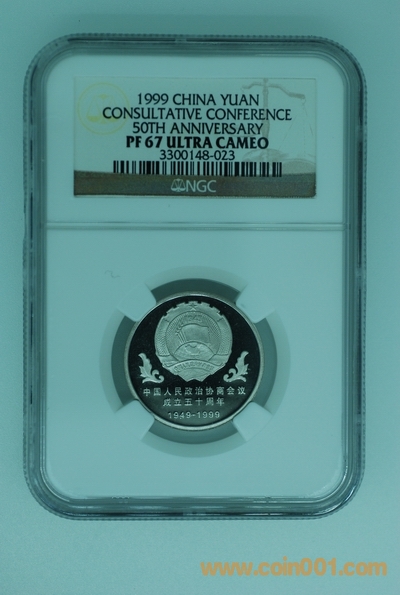 1999 CHINA YUAN
CONSULTATIVE CONFERENCE
50TH ANNIVERSARY
PF 67 ULTRA CAMEO
3300148-023
NGC
中国人民政治协商会议
成立五十周年
1949-1999
www.coin001.com